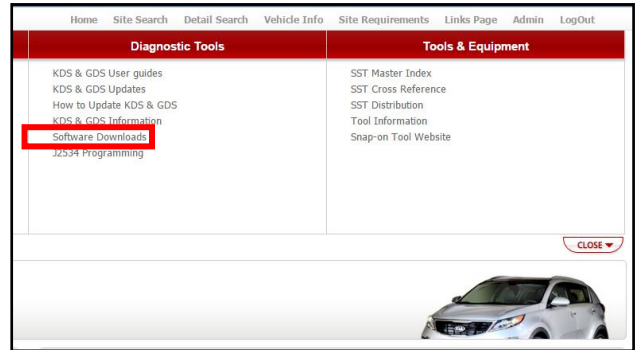 Home Site Search Detail Search Vehicle Info Site Requirements Links Page Admin LogOut
Diagnostic Tools
KDS & GDS User guides
KDS & GDS Updates
How to Update KDS & GDS
KDS & GDS Information
Software Downloads
J2534 Programming
Tools & Equipment
SST Master Index
SST Cross Reference
SST Distribution
Tool Information
Snap-on Tool Website
CLOSE